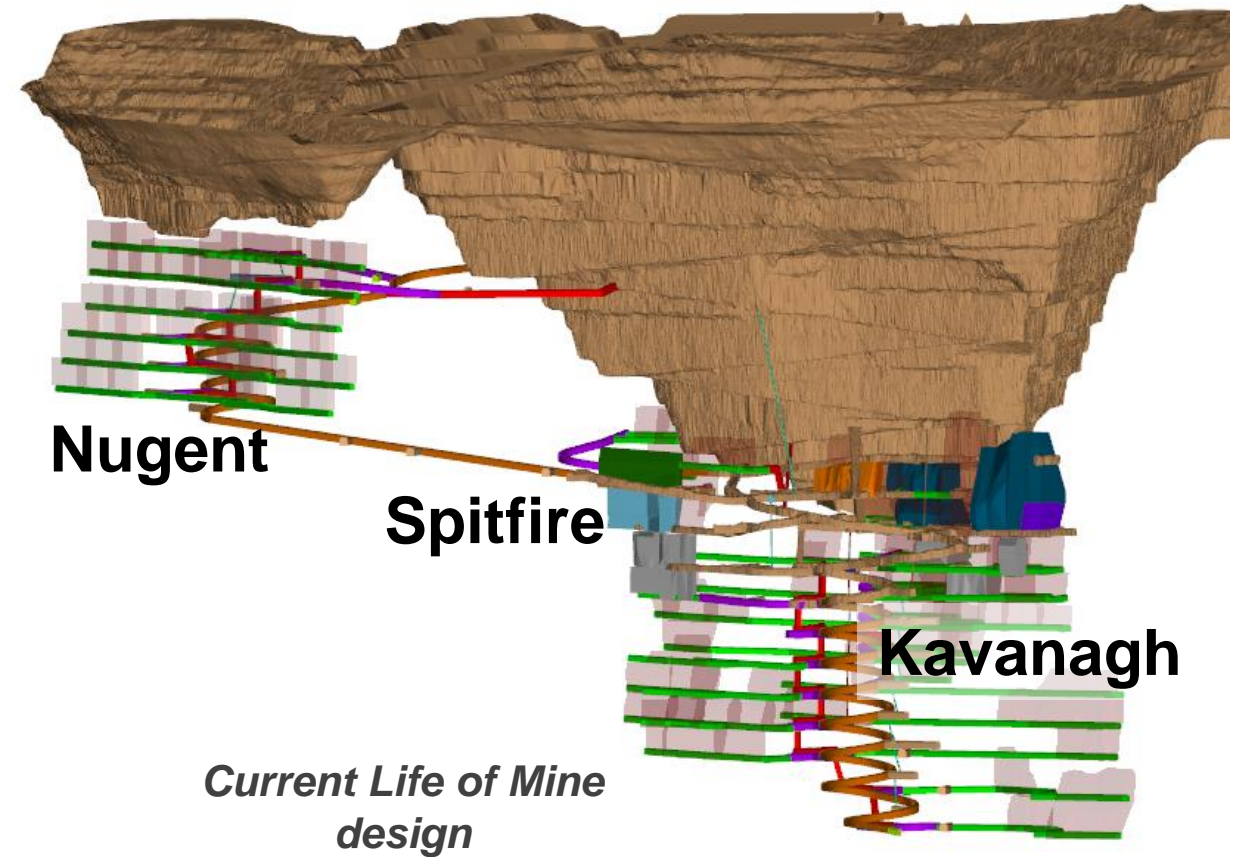 Nugent
Spitfire
Kavanagh
Current Life of Mine
design